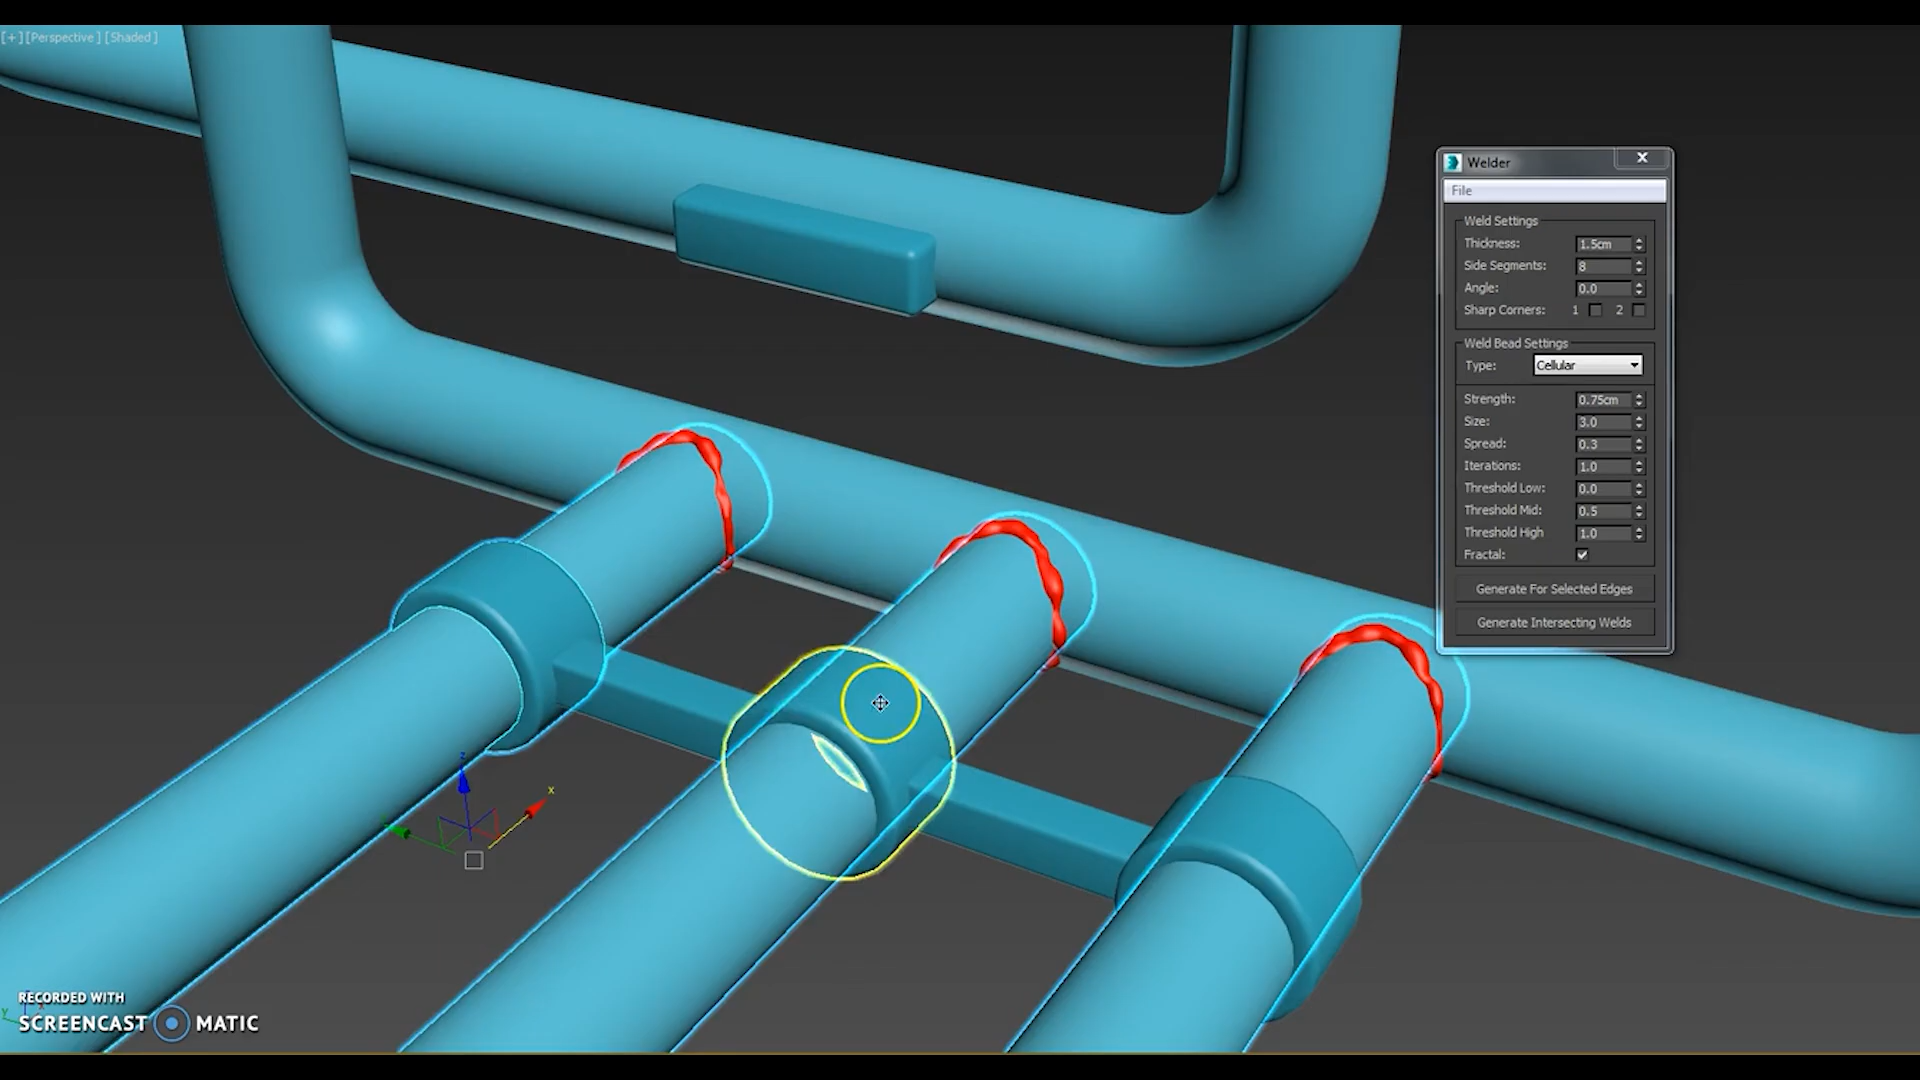 [+] [Perspective ] [Shaded ]
Welder
File
Weld Settings
Thickness: 1.5cm
Side Segments: 8
Angle: 0.0
Sharp Corners: 1 2
Weld Bead Settings
Type: Cellular
Strength: 0.75cm
Size: 3.0
Spread: 0.3
Iterations: 1.0
Threshold Low: 0.0
Threshold Mid: 0.5
Threshold High 1.0
Fractal:
Generate For Selected Edges
Generate Intersecting Welds
z
x
y
RECORDED WITH
SCREENCAST MATIC